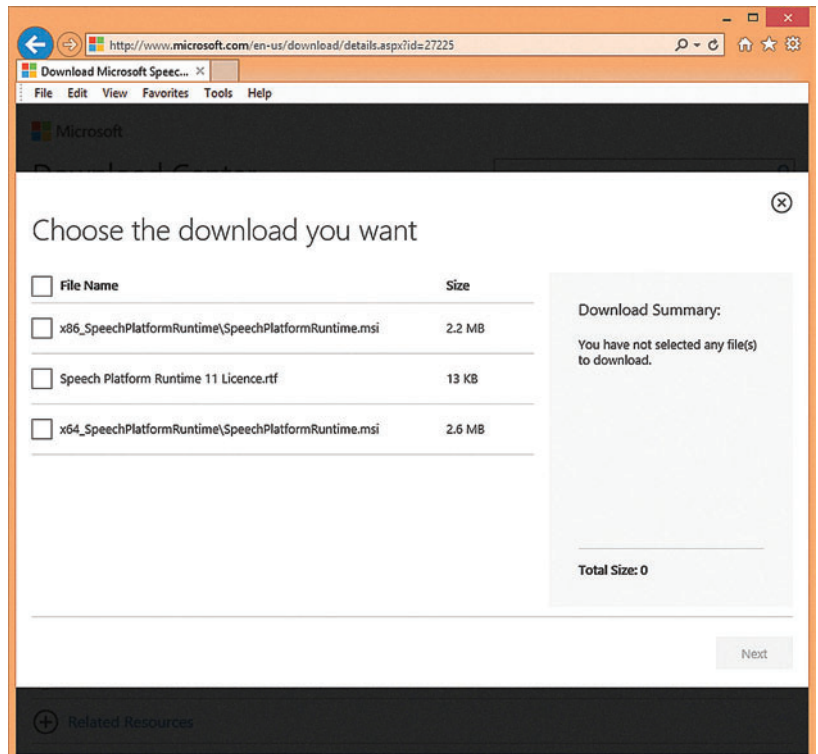 http://www.microsoft.com/en-us/download/details.aspx?id=27225
Download Microsoft Speec...
File Edit View Favorites Tools Help
Microsoft
Download Center
Choose the download you want
File Name Size
x86_SpeechPlatformRuntime\SpeechPlatformRuntime.msi 2.2 MB
Speech Platform Runtime 11 Licence.rtf 13 KB
x64_SpeechPlatformRuntime\SpeechPlatformRuntime.msi 2.6 MB
Download Summary:
You have not selected any file(s)
to download.
Total Size: 0
Next
Related Resources